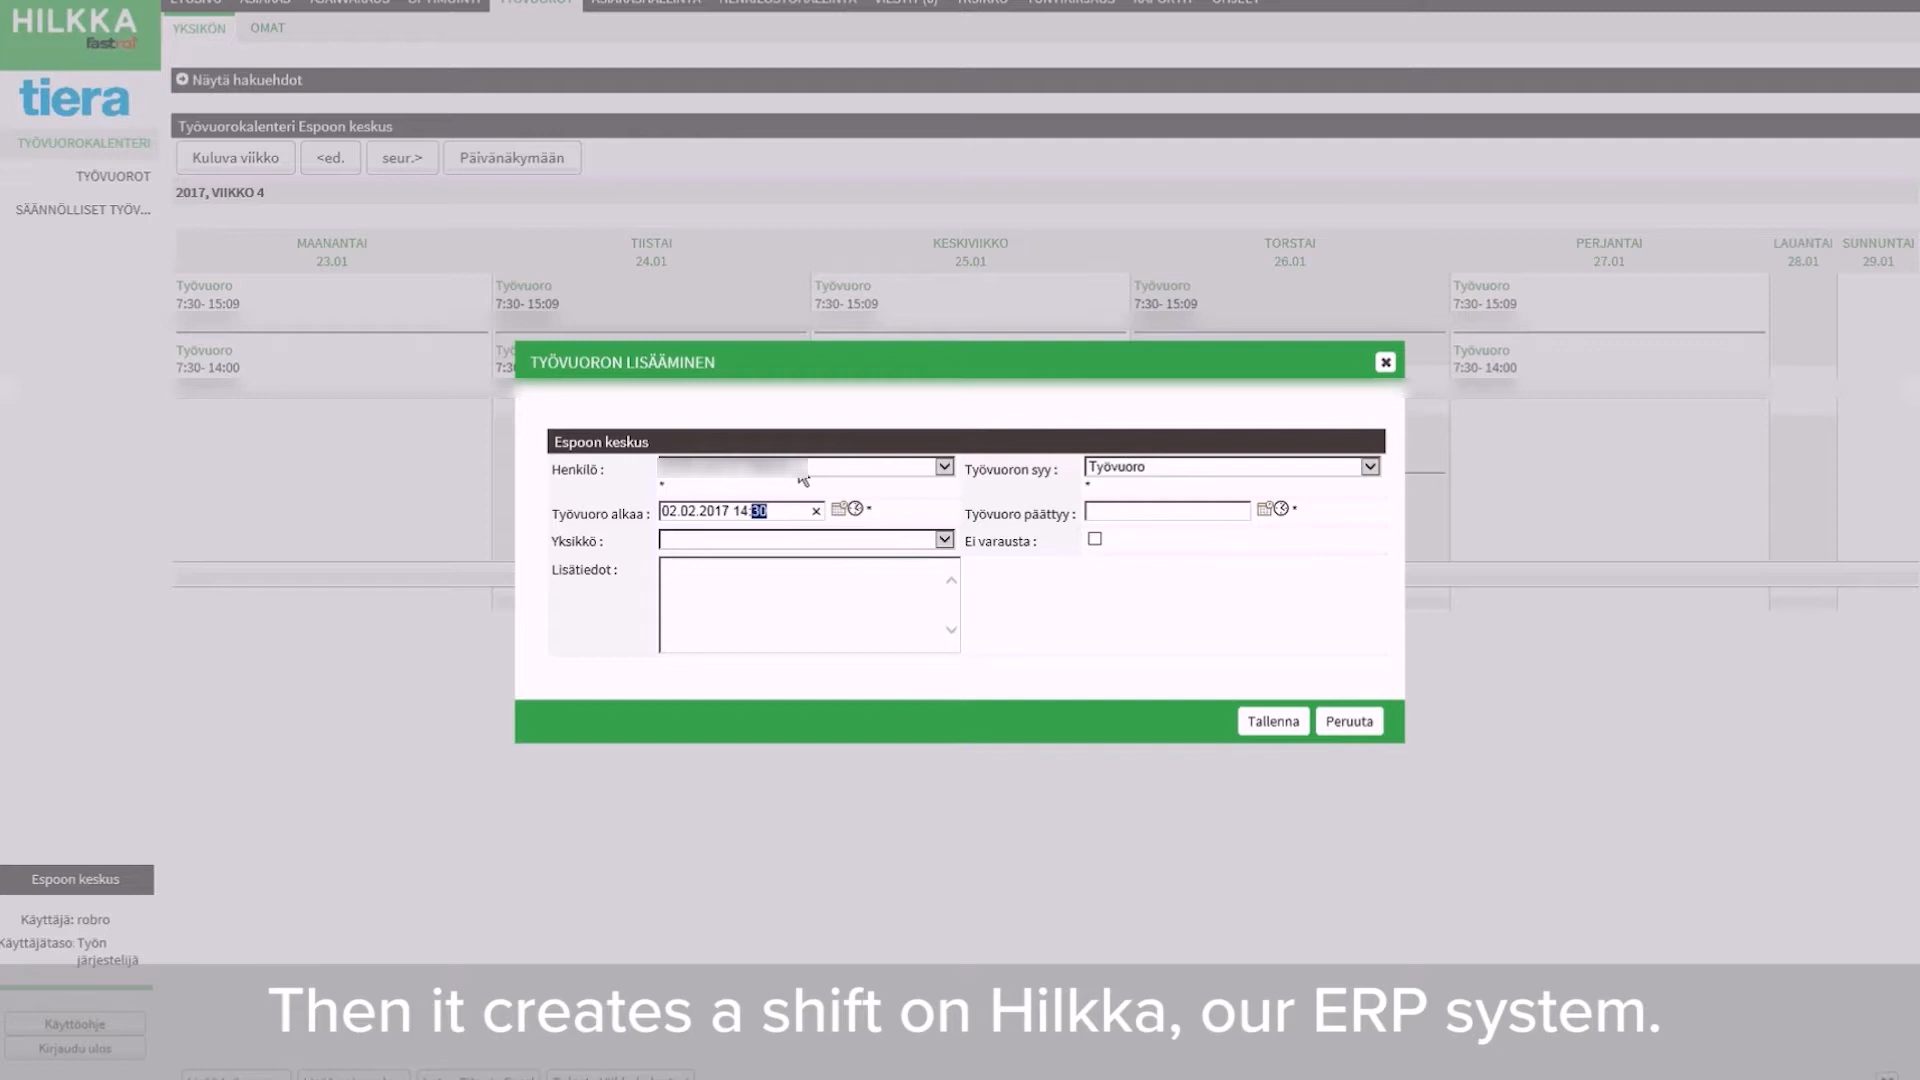 HILKKA
fastroi
YKSIKÖN
OMAT
tiera
Näytä hakuehdot
Työvuorokalenteri Espoon keskus
TYÖVUOROKALENTERI
Kuluva viikko
<ed.
seur.>
Päivänäkymään
TYÖVUOROT
2017, VIIKKO 4
SÄÄNNÖLLISET TYÖV...
MAANANTAI
23.01
TIISTAI
24.01
KESKIVIIKKO
25.01
TORSTAI
26.01
PERJANTAI
27.01
LAUANTAI
28.01
SUNNUNTAI
29.01
Työvuoro
7:30- 15:09
Työvuoro
7:30- 15:09
Työvuoro
7:30- 15:09
Työvuoro
7:30- 15:09
Työvuoro
7:30- 15:09
Työvuoro
7:30- 14:00
Työvuoro
7:30- 14:00
TYÖVUORON LISÄÄMINEN
Espoon keskus
Henkilö :
*
Työvuoron syy :
Työvuoro
*
Työvuoro alkaa :
02.02.2017 14:30
*
Työvuoro päättyy :
*
Yksikkö :
Ei varausta :
Lisätiedot :
Tallenna
Peruuta
Espoon keskus
Käyttäjä: robro
Käyttäjätaso: Työn
järjestelijä
Käyttöohje
Kirjaudu ulos
Then it creates a shift on Hilkka, our ERP system.